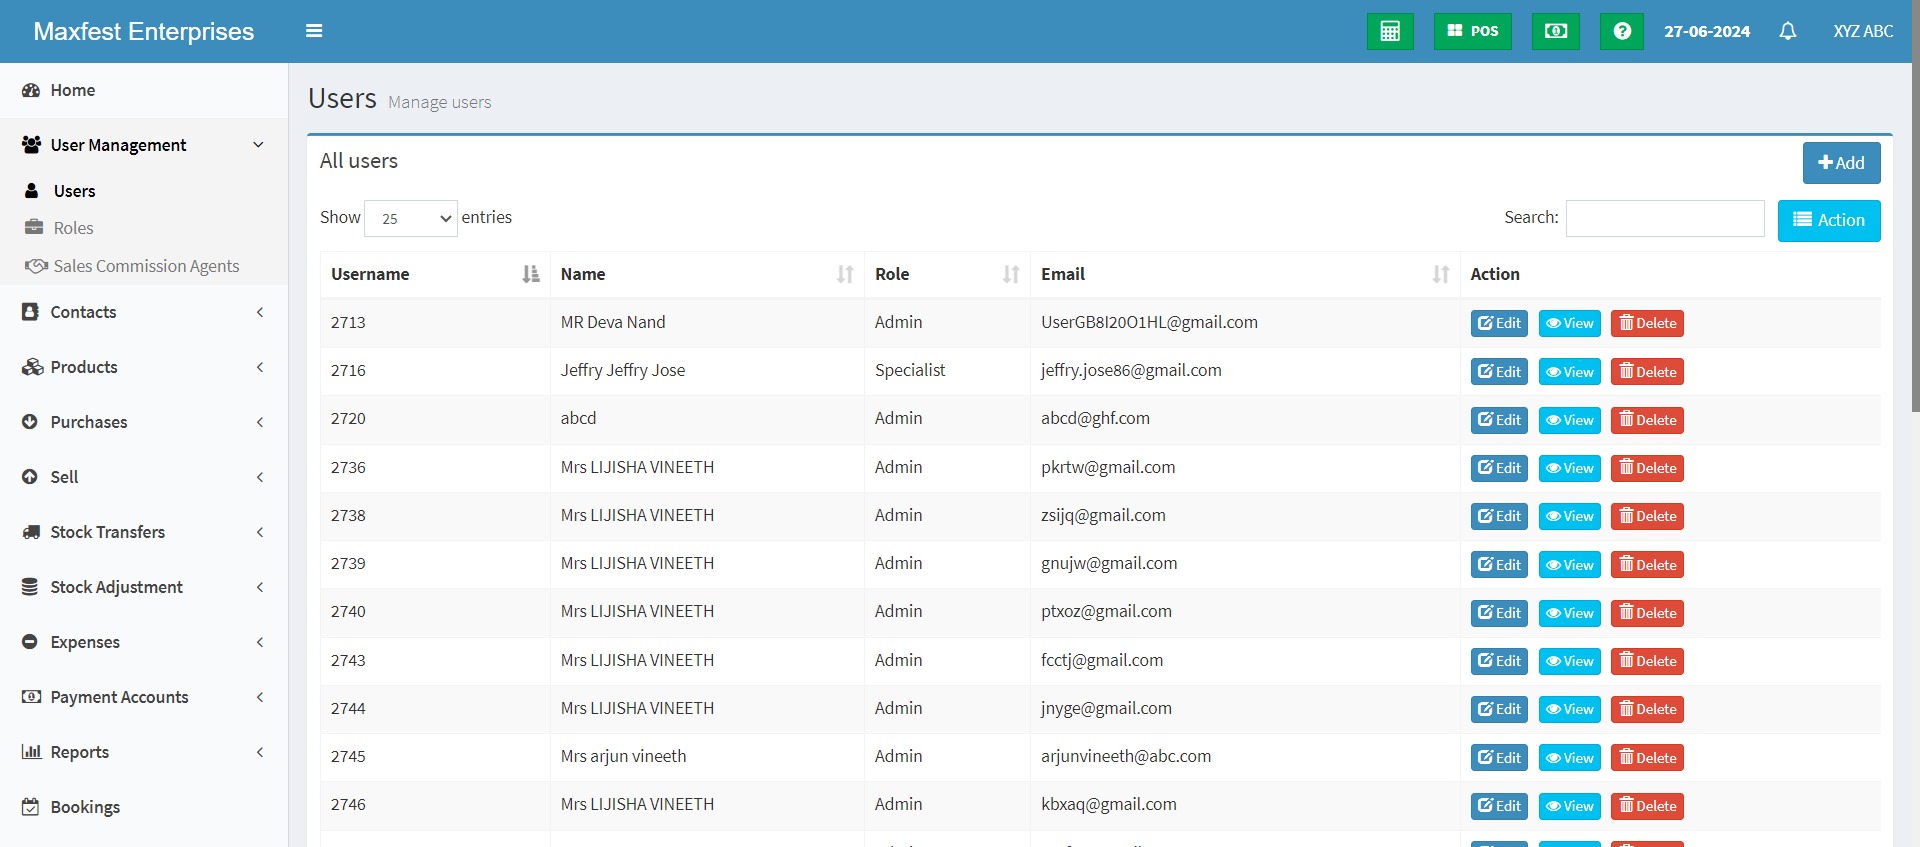 Maxfest Enterprises
POS
27-06-2024
XYZ ABC
Home
User Management
Users
Roles
Sales Commission Agents
Contacts
Products
Purchases
Sell
Stock Transfers
Stock Adjustment
Expenses
Payment Accounts
Reports
Bookings
Users Manage users
All users
Add
Show 25 entries
Search:
Action
Username Name Role Email Action
2713 MR Deva Nand Admin UserGB8I20O1HL@gmail.com Edit View Delete
2716 Jeffry Jeffry Jose Specialist jeffry.jose86@gmail.com Edit View Delete
2720 abcd Admin abcd@ghf.com Edit View Delete
2736 Mrs LIJISHA VINEETH Admin pkrtw@gmail.com Edit View Delete
2738 Mrs LIJISHA VINEETH Admin zsijq@gmail.com Edit View Delete
2739 Mrs LIJISHA VINEETH Admin gnujw@gmail.com Edit View Delete
2740 Mrs LIJISHA VINEETH Admin ptxoz@gmail.com Edit View Delete
2743 Mrs LIJISHA VINEETH Admin fcctj@gmail.com Edit View Delete
2744 Mrs LIJISHA VINEETH Admin jnyge@gmail.com Edit View Delete
2745 Mrs arjun vineeth Admin arjunvineeth@abc.com Edit View Delete
2746 Mrs LIJISHA VINEETH Admin kbxaq@gmail.com Edit View Delete